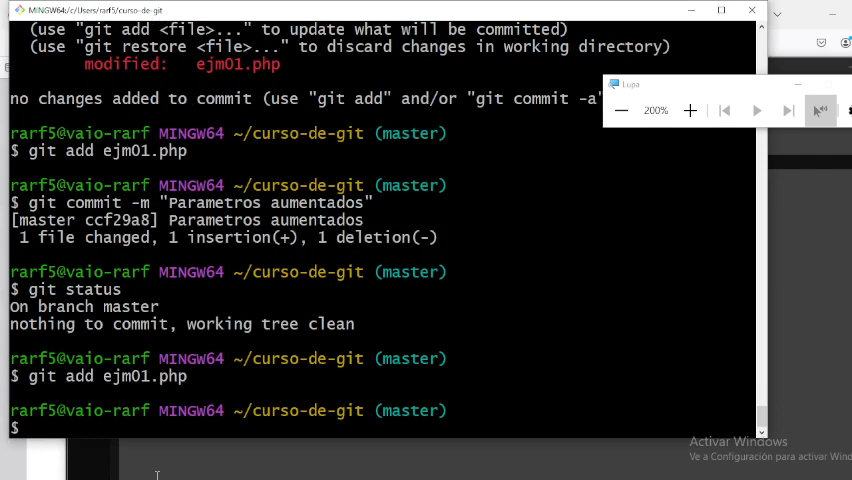 MINGW64:/c/Users/rarf5/curso-de-git
(use "git add <file>..." to update what will be committed)
(use "git restore <file>..." to discard changes in working directory)
modified:   ejm01.php
no changes added to commit (use "git add" and/or "git commit -a"
Lupa
200%
rarf5@vaio-rarf MINGW64 ~/curso-de-git (master)
$ git add ejm01.php
rarf5@vaio-rarf MINGW64 ~/curso-de-git (master)
$ git commit -m "Parametros aumentados"
[master ccf29a8] Parametros aumentados
1 file changed, 1 insertion(+), 1 deletion(-)
rarf5@vaio-rarf MINGW64 ~/curso-de-git (master)
$ git status
On branch master
nothing to commit, working tree clean
rarf5@vaio-rarf MINGW64 ~/curso-de-git (master)
$ git add ejm01.php
rarf5@vaio-rarf MINGW64 ~/curso-de-git (master)
$
Activar Windows
Ve a Configuración para activar Wind